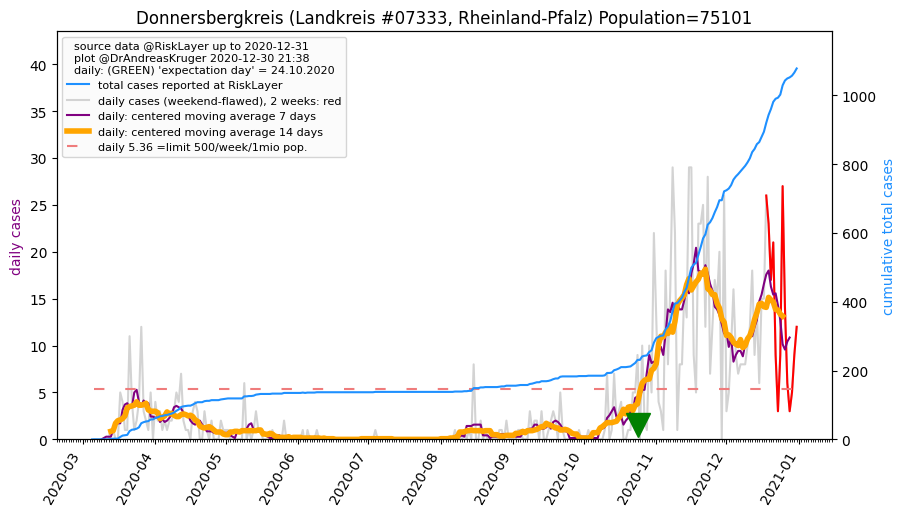 Donnersbergkreis (Landkreis #07333, Rheinland-Pfalz) Population=75101
source data @RiskLayer up to 2020-12-31
plot @DrAndreasKruger 2020-12-30 21:38
daily: (GREEN) 'expectation day' = 24.10.2020
total cases reported at RiskLayer
daily cases (weekend-flawed), 2 weeks: red
daily: centered moving average 7 days
daily: centered moving average 14 days
daily 5.36 =limit 500/week/1mio pop.
daily cases
40
35
30
25
20
15
10
5
0
cumulative total cases
1000
800
600
400
200
0
2020-03
2020-04
2020-05
2020-06
2020-07
2020-08
2020-09
2020-10
2020-11
2020-12
2021-01